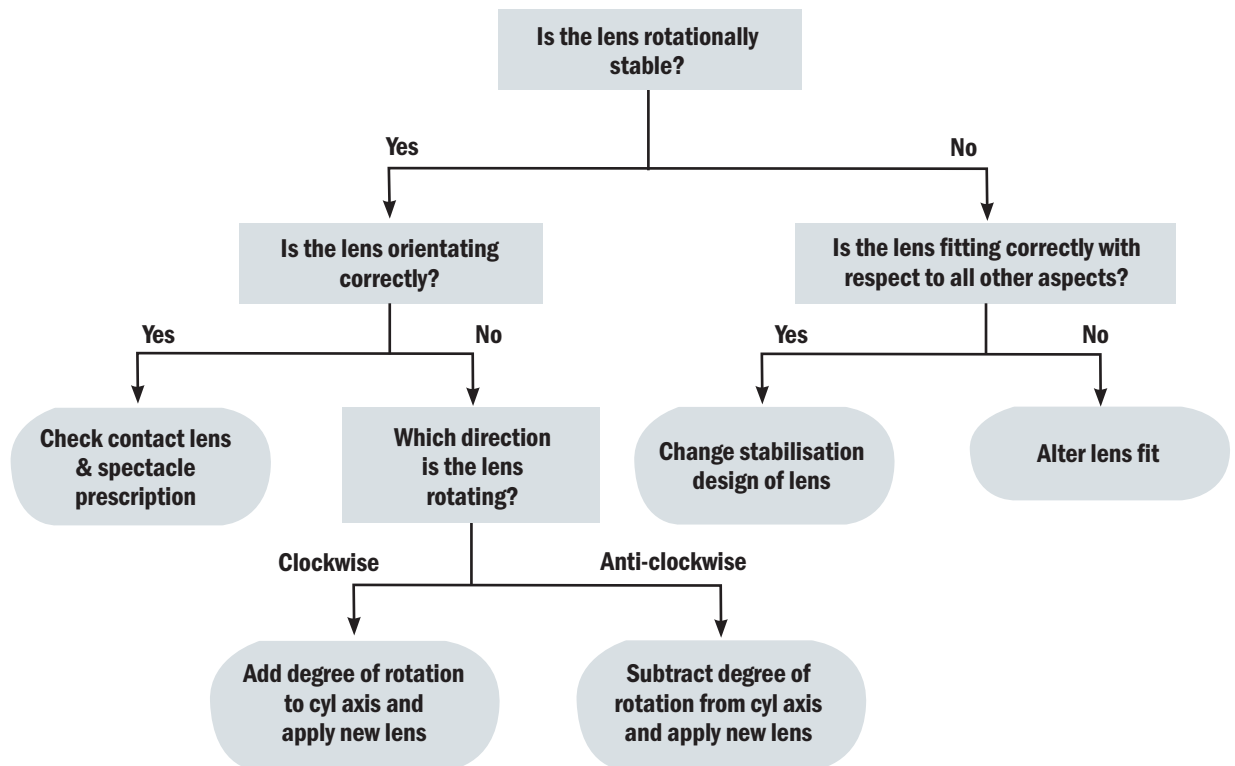 Is the lens rotationally
stable?
Yes
No
Is the lens orientating
correctly?
Is the lens fitting correctly with
respect to all other aspects?
Yes
No
Yes
No
Check contact lens
& spectacle
prescription
Which direction
is the lens
rotating?
Change stabilisation
design of lens
Alter lens fit
Clockwise
Anti-clockwise
Add degree of rotation
to cyl axis and
apply new lens
Subtract degree of
rotation from cyl axis
and apply new lens